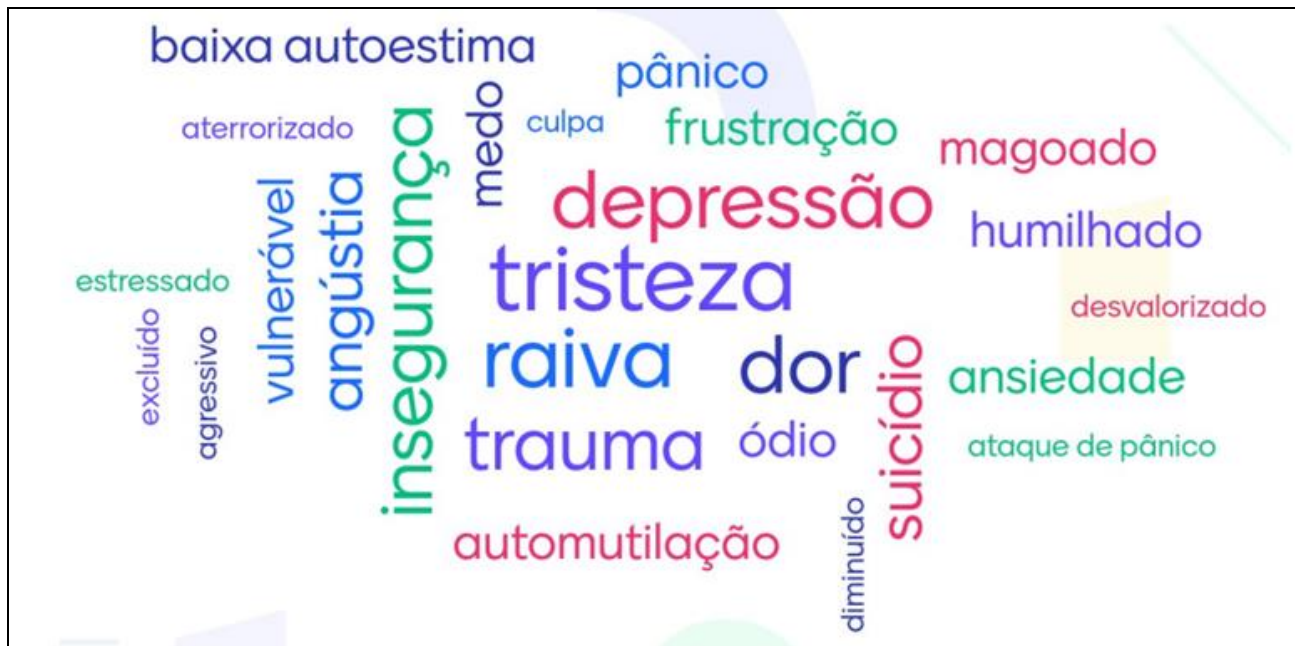 baixa autoestima
pânico
aterrorizado
insegurança
medo
culpa
frustração
magoado
vulnerável
angústia
depressão
humilhado
estressado
tristeza
desvalorizado
excluído
agressivo
raiva
dor
suicídio
ansiedade
trauma
ódio
ataque de pânico
automutilação
diminuído